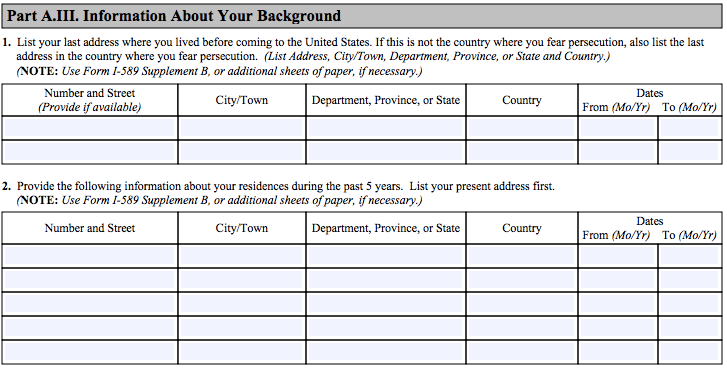 Part A.III. Information About Your Background
1. List your last address where you lived before coming to the United States. If this is not the country where you fear persecution, also list the last
address in the country where you fear persecution. (List Address, City/Town, Department, Province, or State and Country.)
(NOTE: Use Form I-589 Supplement B, or additional sheets of paper, if necessary.)
Number and Street
(Provide if available)
City/Town
Department, Province, or State
Country
Dates
From (Mo/Yr) To (Mo/Yr)
2. Provide the following information about your residences during the past 5 years. List your present address first.
(NOTE: Use Form I-589 Supplement B, or additional sheets of paper, if necessary.)
Number and Street
City/Town
Department, Province, or State
Country
Dates
From (Mo/Yr) To (Mo/Yr)